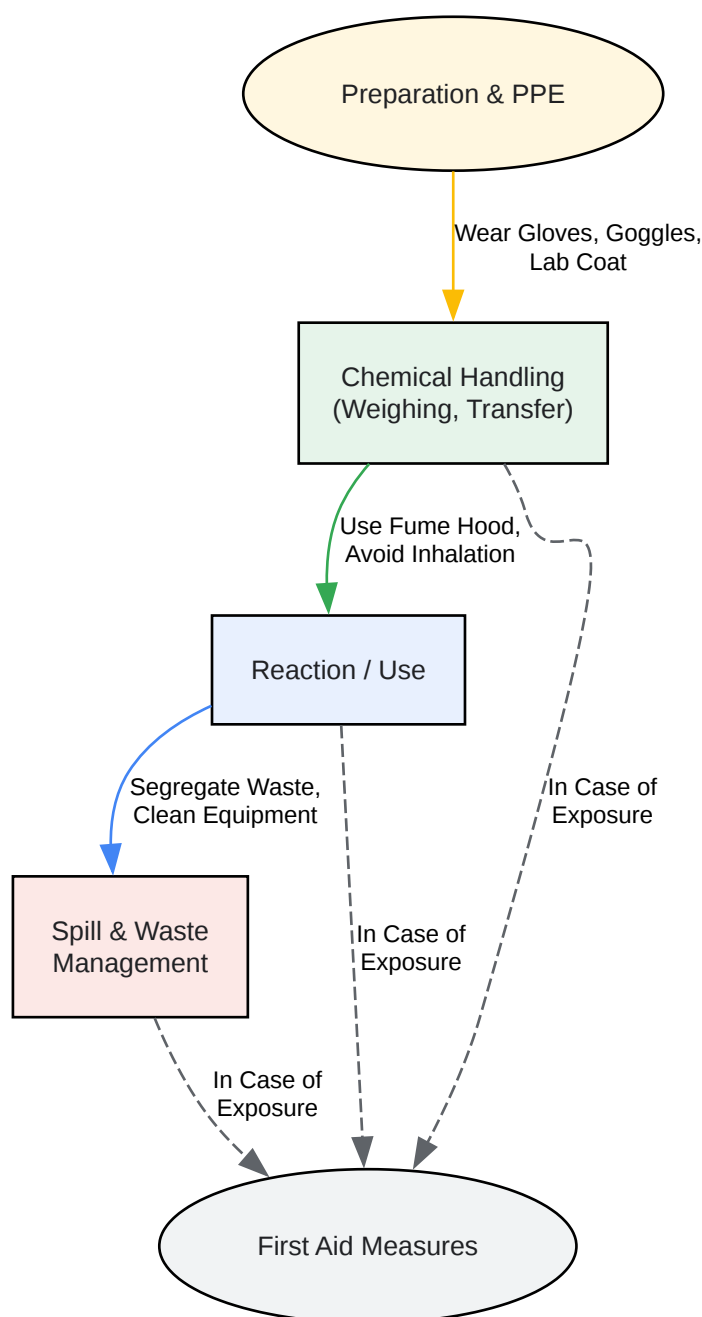 Preparation & PPE
Wear Gloves, Goggles,
Lab Coat
Chemical Handling
(Weighing, Transfer)
Use Fume Hood,
Avoid Inhalation
Reaction / Use
Segregate Waste,
Clean Equipment
In Case of
Exposure
Spill & Waste
Management
In Case of
Exposure
In Case of
Exposure
First Aid Measures